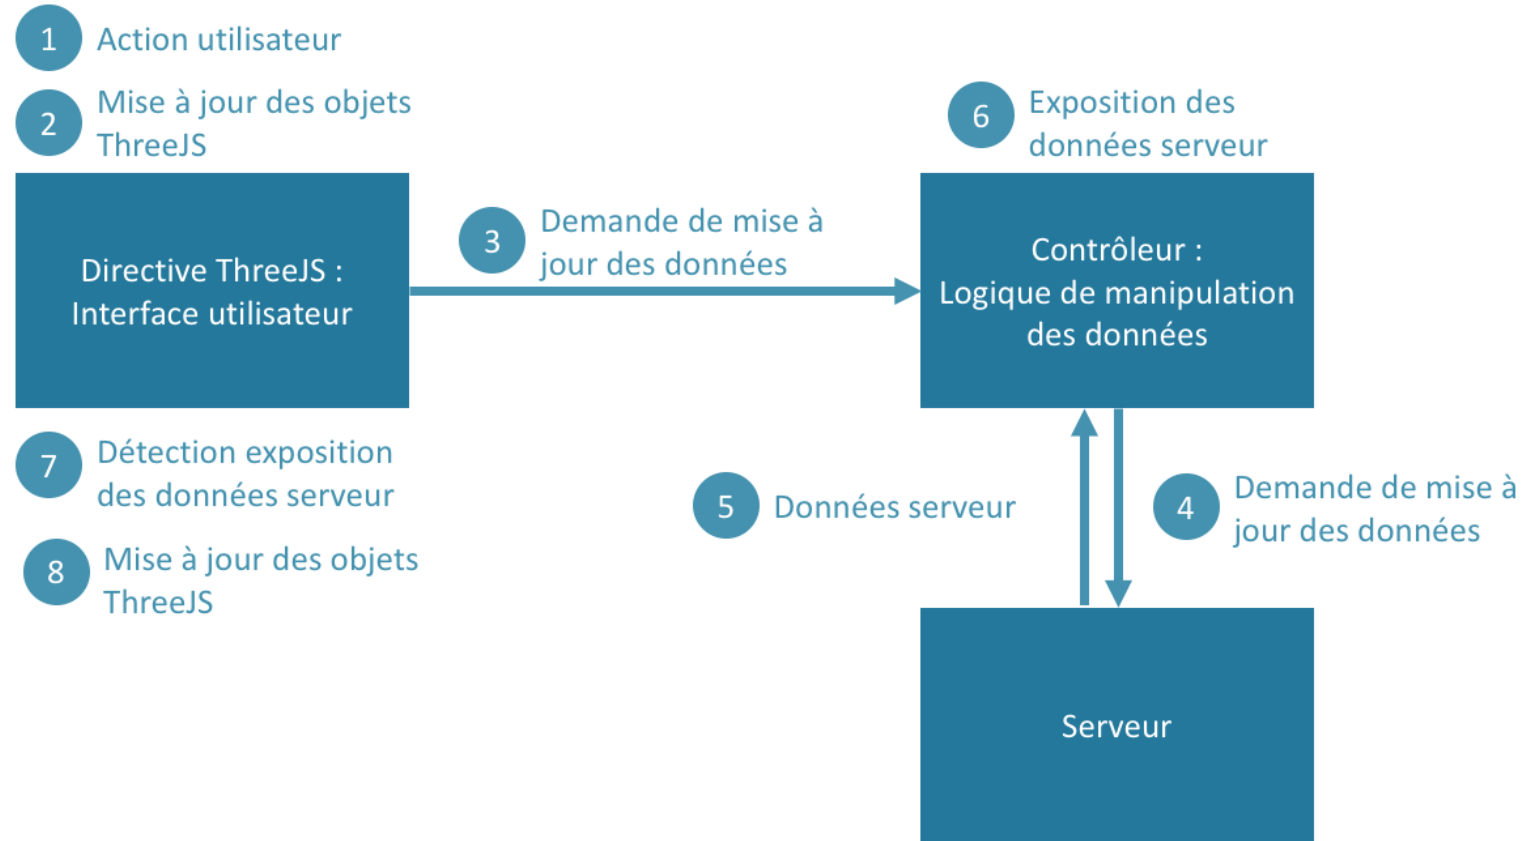 1
Action utilisateur
2
Mise à jour des objets
ThreeJS
Directive ThreeJS :
Interface utilisateur
3
Demande de mise à
jour des données
6
Exposition des
données serveur
Contrôleur :
Logique de manipulation
des données
7
Détection exposition
des données serveur
8
Mise à jour des objets
ThreeJS
5
Données serveur
4
Demande de mise à
jour des données
Serveur